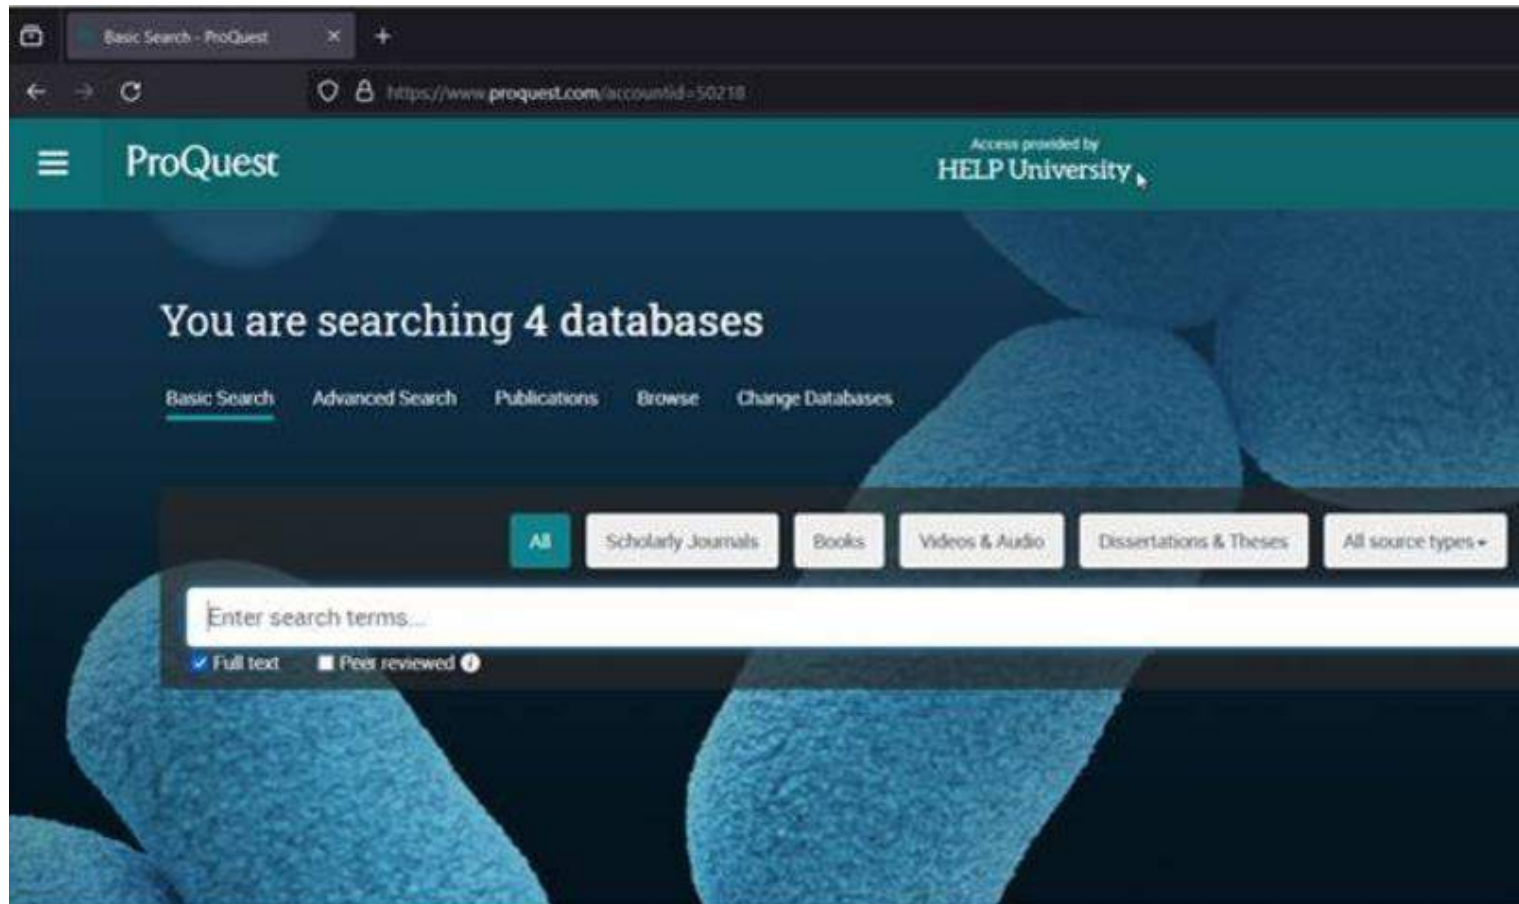 Basic Search - ProQuest
https://www.proquest.com/accountid=50218
ProQuest
Access provided by
HELP University
You are searching 4 databases
Basic Search Advanced Search Publications Browse Change Databases
All Scholarly Journals Books Videos & Audio Dissertations & Theses All source types
Enter search terms...
Full text Peer reviewed